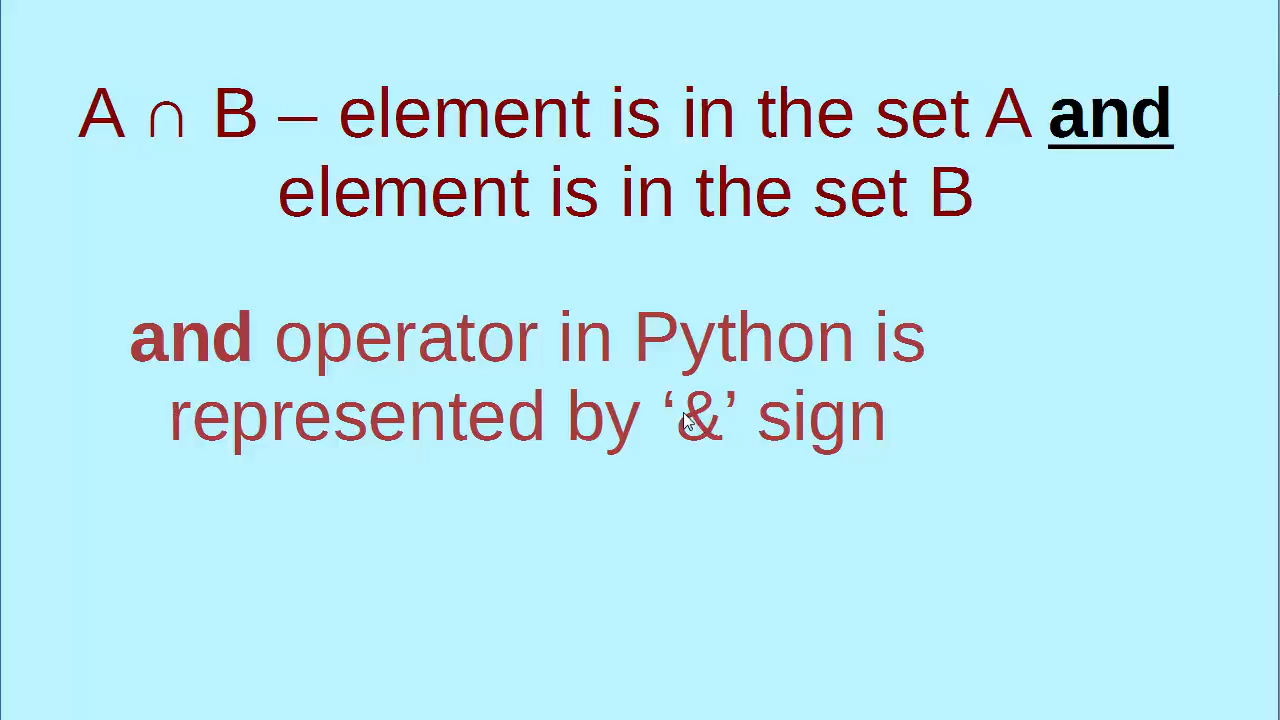 A ∩ B – element is in the set A and
element is in the set B
and operator in Python is
represented by ‘&’ sign